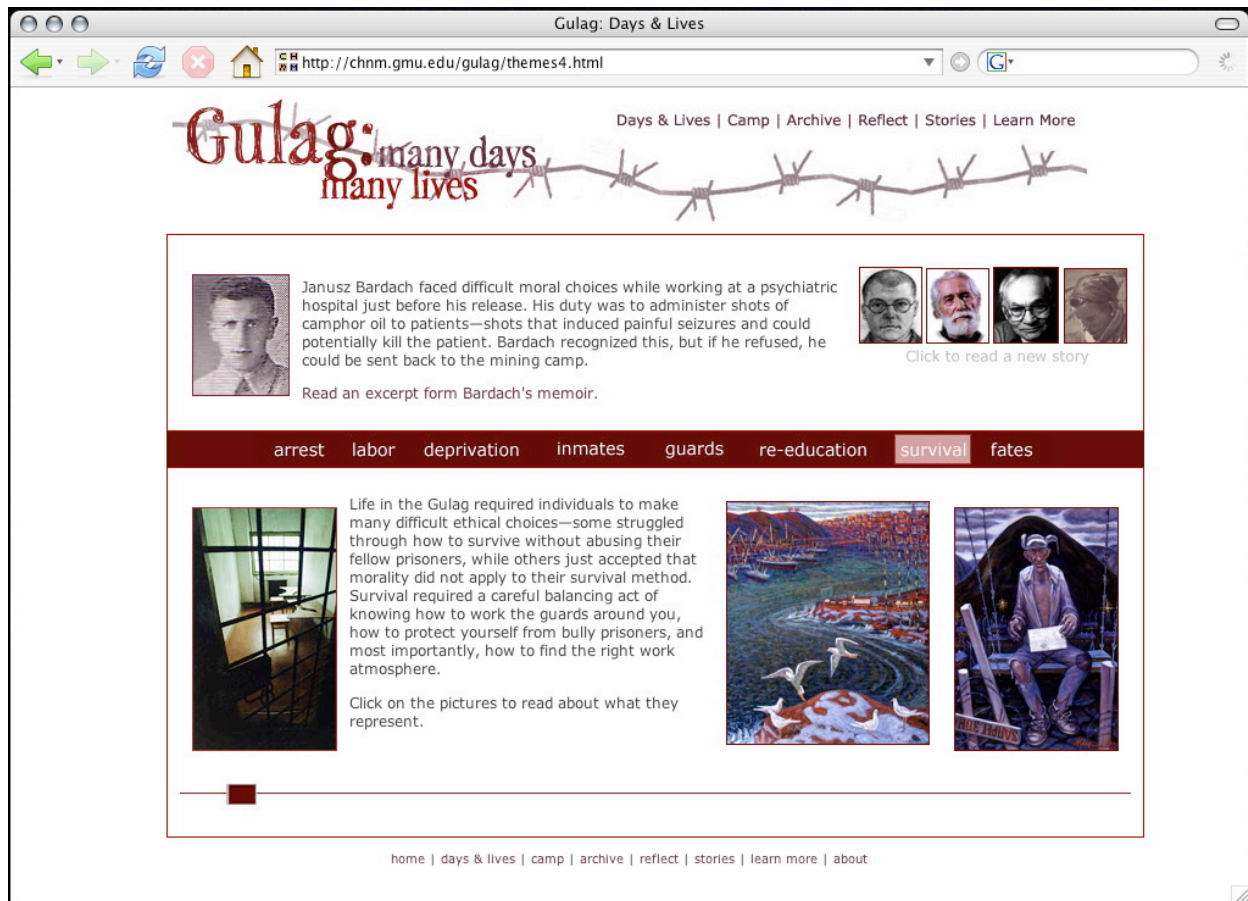 Gulag: Days & Lives
http://chnm.gmu.edu/gulag/themes4.html
Gulag:
many days
many lives
Days & Lives | Camp | Archive | Reflect | Stories | Learn More
Janusz Bardach faced difficult moral choices while working at a psychiatric
hospital just before his release. His duty was to administer shots of
camphor oil to patients—shots that induced painful seizures and could
potentially kill the patient. Bardach recognized this, but if he refused, he
could be sent back to the mining camp.
Read an excerpt form Bardach's memoir.
Click to read a new story
arrest labor deprivation inmates guards re-education survival fates
Life in the Gulag required individuals to make
many difficult ethical choices—some struggled
through how to survive without abusing their
fellow prisoners, while others just accepted that
morality did not apply to their survival method.
Survival required a careful balancing act of
knowing how to work the guards around you,
how to protect yourself from bully prisoners, and
most importantly, how to find the right work
atmosphere.
Click on the pictures to read about what they
represent.
home | days & lives | camp | archive | reflect | stories | learn more | about